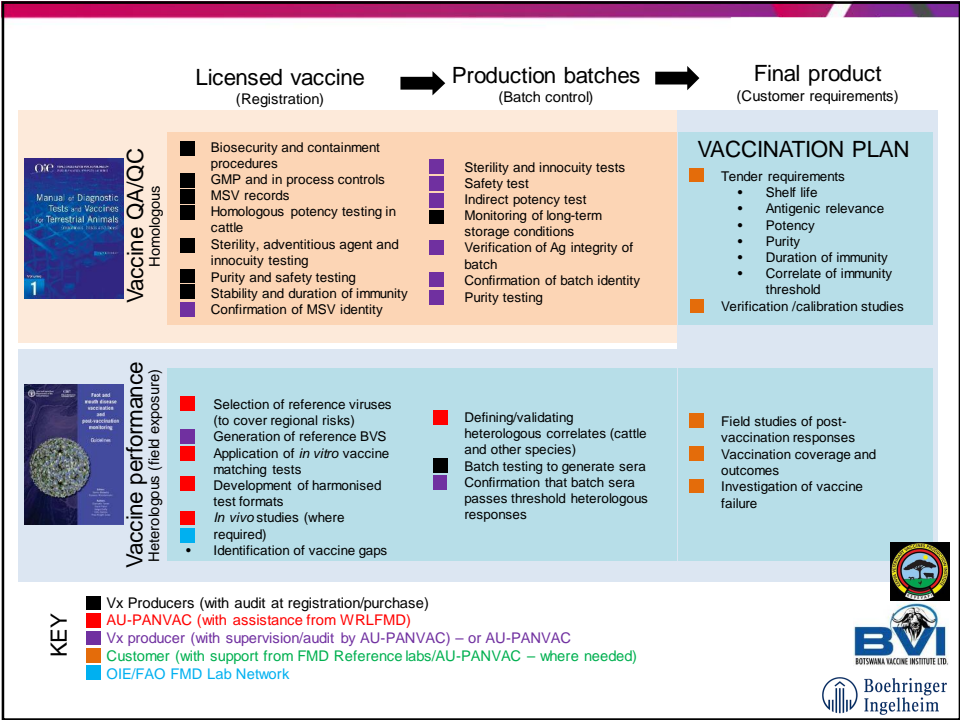 Licensed vaccine
(Registration)
Production batches
(Batch control)
Final product
(Customer requirements)
Vaccine QA/QC
Homologous
OIE
Manual of Diagnostic
Tests and Vaccines
for Terrestrial Animals
VOLUME
1
Biosecurity and containment
procedures
GMP and in process controls
MSV records
Homologous potency testing in
cattle
Sterility, adventitious agent and
innocuity testing
Purity and safety testing
Stability and duration of immunity
Confirmation of MSV identity
Sterility and innocuity tests
Safety test
Indirect potency test
Monitoring of long-term
storage conditions
Verification of Ag integrity of
batch
Confirmation of batch identity
Purity testing
VACCINATION PLAN
Tender requirements
• Shelf life
• Antigenic relevance
• Potency
• Purity
• Duration of immunity
• Correlate of immunity
threshold
Verification /calibration studies
Vaccine performance
Heterologous (field exposure)
Foot and
mouth disease
vaccination
and
post-vaccination
monitoring
Guidelines
Selection of reference viruses
(to cover regional risks)
Generation of reference BVS
Application of in vitro vaccine
matching tests
Development of harmonised
test formats
In vivo studies (where
required)
• Identification of vaccine gaps
Defining/validating
heterologous correlates (cattle
and other species)
Batch testing to generate sera
Confirmation that batch sera
passes threshold heterologous
responses
Field studies of post-
vaccination responses
Vaccination coverage and
outcomes
Investigation of vaccine
failure
KEY
Vx Producers (with audit at registration/purchase)
AU-PANVAC (with assistance from WRLFMD)
Vx producer (with supervision/audit by AU-PANVAC) – or AU-PANVAC
Customer (with support from FMD Reference labs/AU-PANVAC – where needed)
OIE/FAO FMD Lab Network
BVI
BOTSWANA VACCINE INSTITUTE LTD.
Boehringer
Ingelheim